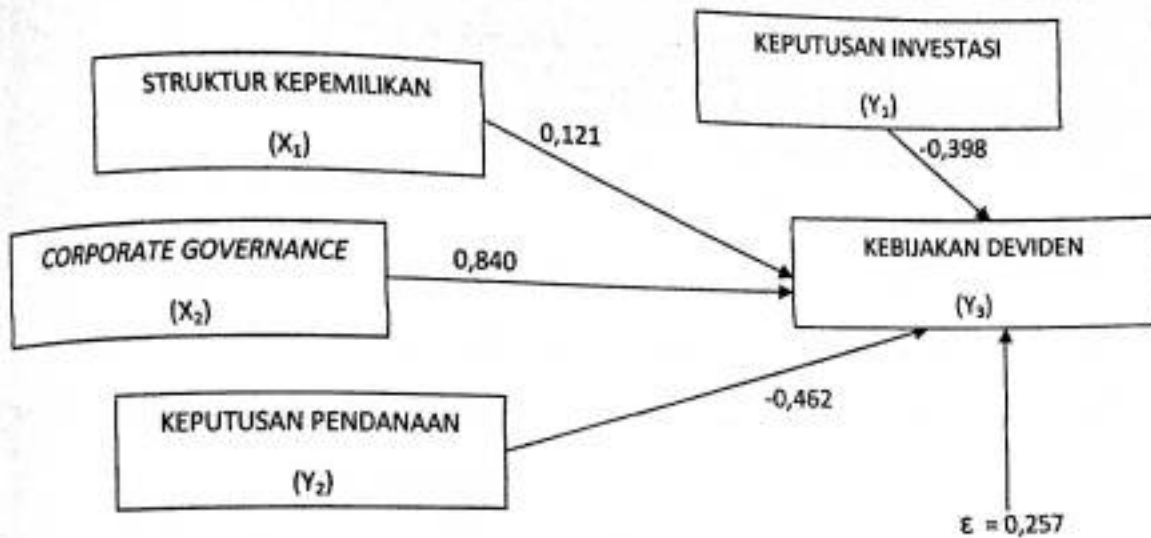 STRUKTUR KEPEMILIKAN
(X₁)
0,121
KEPUTUSAN INVESTASI
(Y₁)
-0,398
CORPORATE GOVERNANCE
(X₂)
0,840
KEBIJAKAN DEVIDEN
(Y₃)
KEPUTUSAN PENDANAAN
(Y₂)
-0,462
ε = 0,257